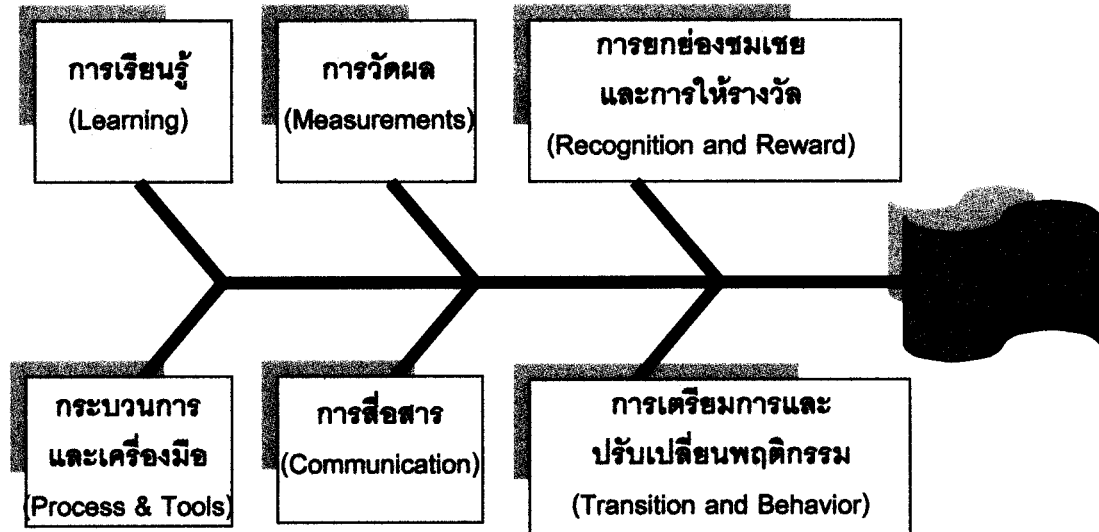 การเรียนรู้
(Learning)
การวัดผล
(Measurements)
การยกย่องชมเชย
และการให้รางวัล
(Recognition and Reward)
กระบวนการ
และเครื่องมือ
(Process & Tools)
การสื่อสาร
(Communication)
การเตรียมการและ
ปรับเปลี่ยนพฤติกรรม
(Transition and Behavior)